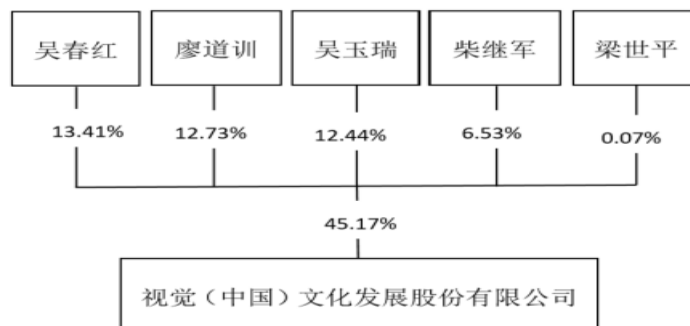 吴春红 廖道训 吴玉瑞 柴继军 梁世平
13.41% 12.73% 12.44% 6.53% 0.07%
45.17%
视觉（中国）文化发展股份有限公司